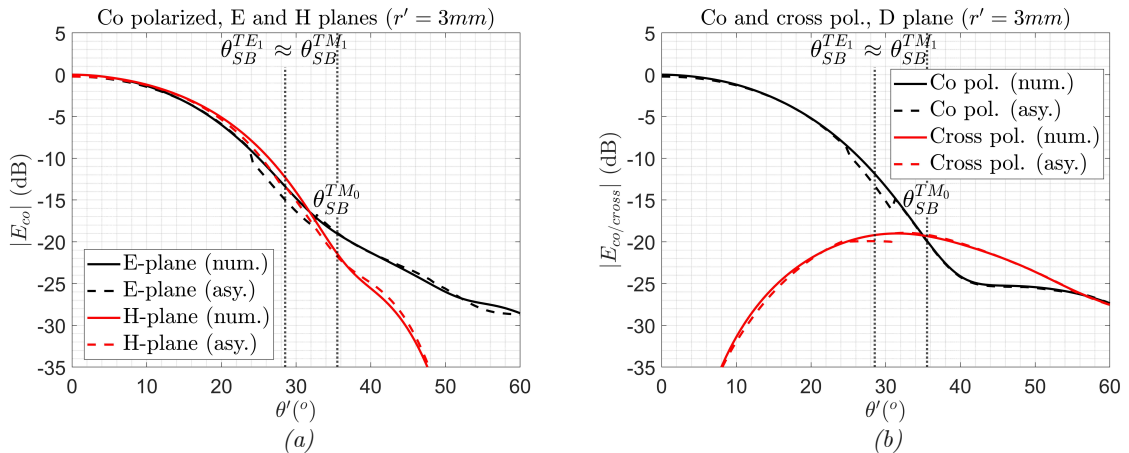 Co polarized, E and H planes (r′ = 3mm)
θ_SB^TE₁ ≈ θ_SB^TM₁
θ_SB^TM₀
5
0
-5
-10
-15
-20
-25
-30
-35
|E_co| (dB)
E-plane (num.)
E-plane (asy.)
H-plane (num.)
H-plane (asy.)
0 10 20 30 40 50 60
θ′(°)
(a)
Co and cross pol., D plane (r′ = 3mm)
θ_SB^TE₁ ≈ θ_SB^TM₁
Co pol. (num.)
Co pol. (asy.)
Cross pol. (num.)
Cross pol. (asy.)
θ_SB^TM₀
5
0
-5
-10
-15
-20
-25
-30
-35
|E_co/cross| (dB)
0 10 20 30 40 50 60
θ′(°)
(b)